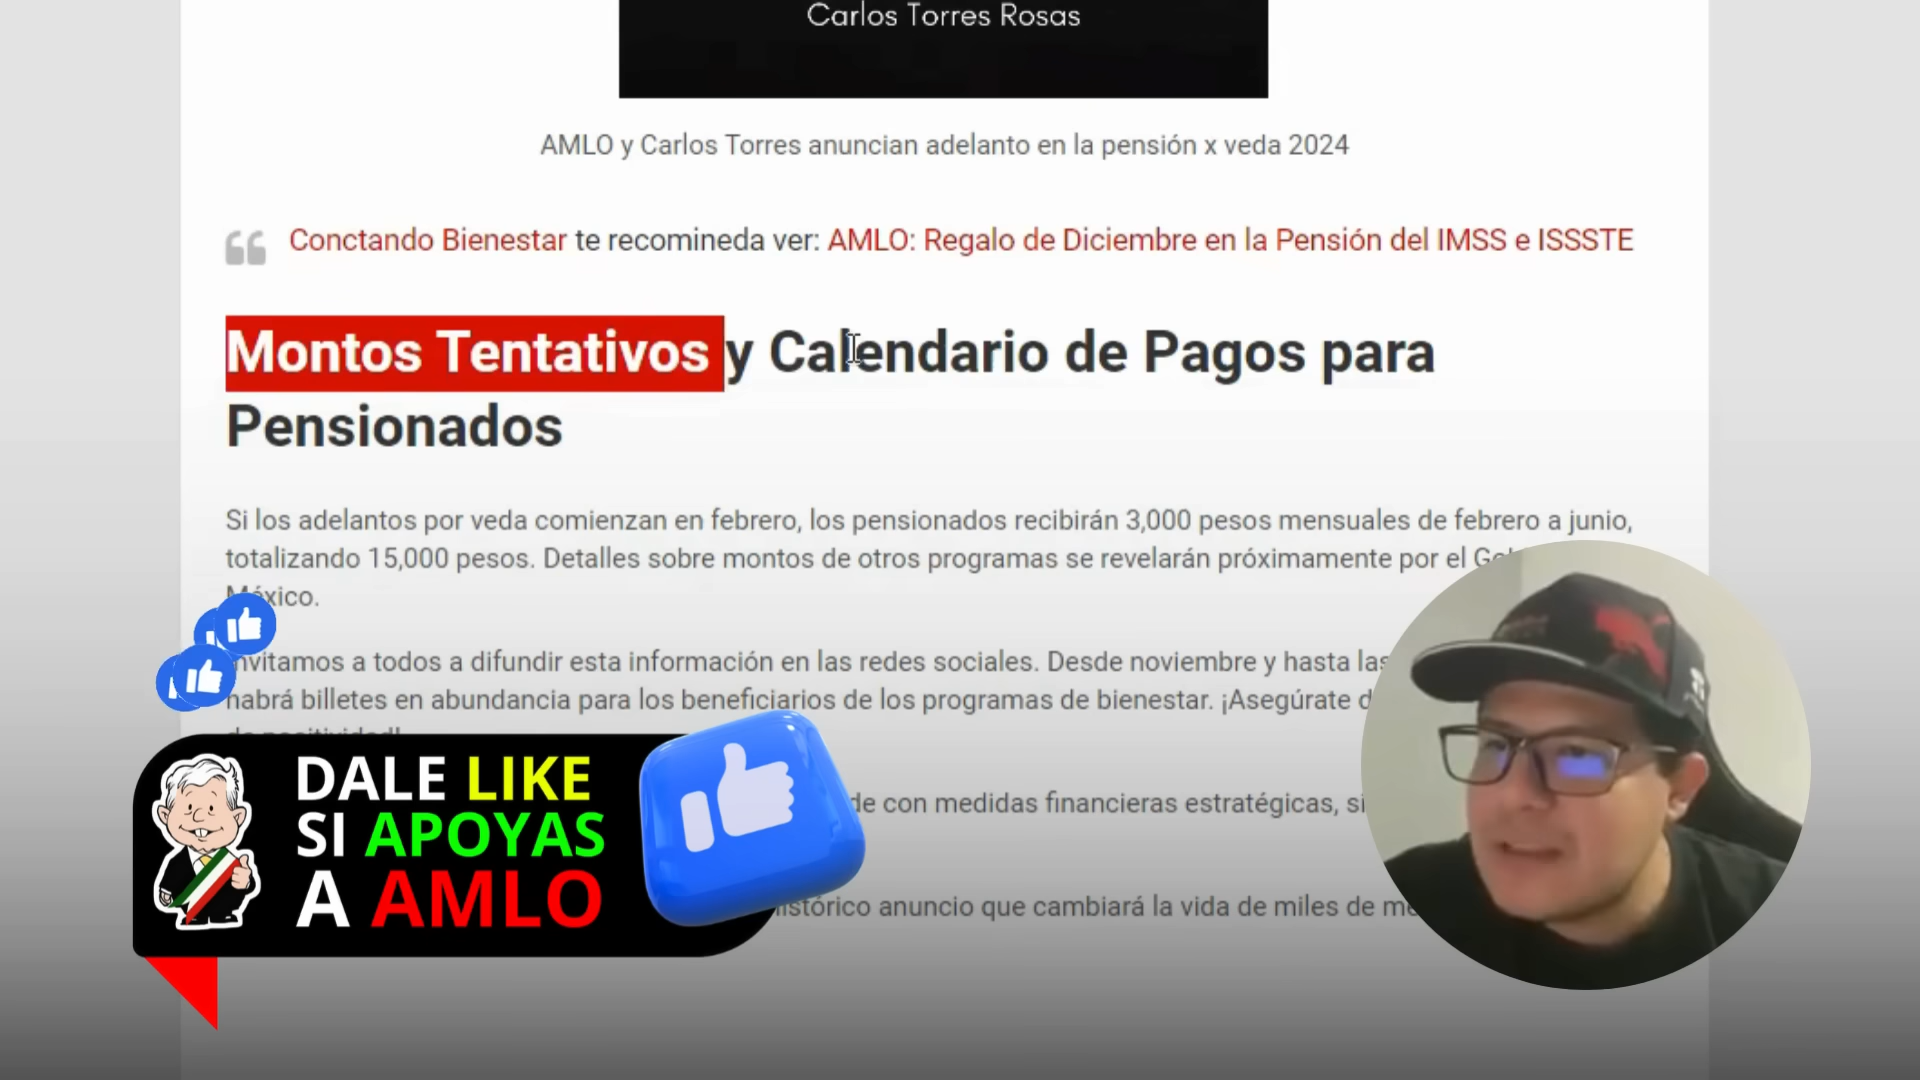 Carlos Torres Rosas
AMLO y Carlos Torres anuncian adelanto en la pensión x veda 2024
Conctando Bienestar te recomineda ver: AMLO: Regalo de Diciembre en la Pensión del IMSS e ISSSTE
Montos Tentativos y Calendario de Pagos para
Pensionados
Si los adelantos por veda comienzan en febrero, los pensionados recibirán 3,000 pesos mensuales de febrero a junio,
totalizando 15,000 pesos. Detalles sobre montos de otros programas se revelarán próximamente por el
México.
Invitamos a todos a difundir esta información en las redes sociales. Desde noviembre y hasta las
habrá billetes en abundancia para los beneficiarios de los programas de bienestar. ¡Asegúrate
de positividad!
de con medidas financieras estratégicas,
histórico anuncio que cambiará la vida de miles de
DALE LIKE
SI APOYAS
A AMLO